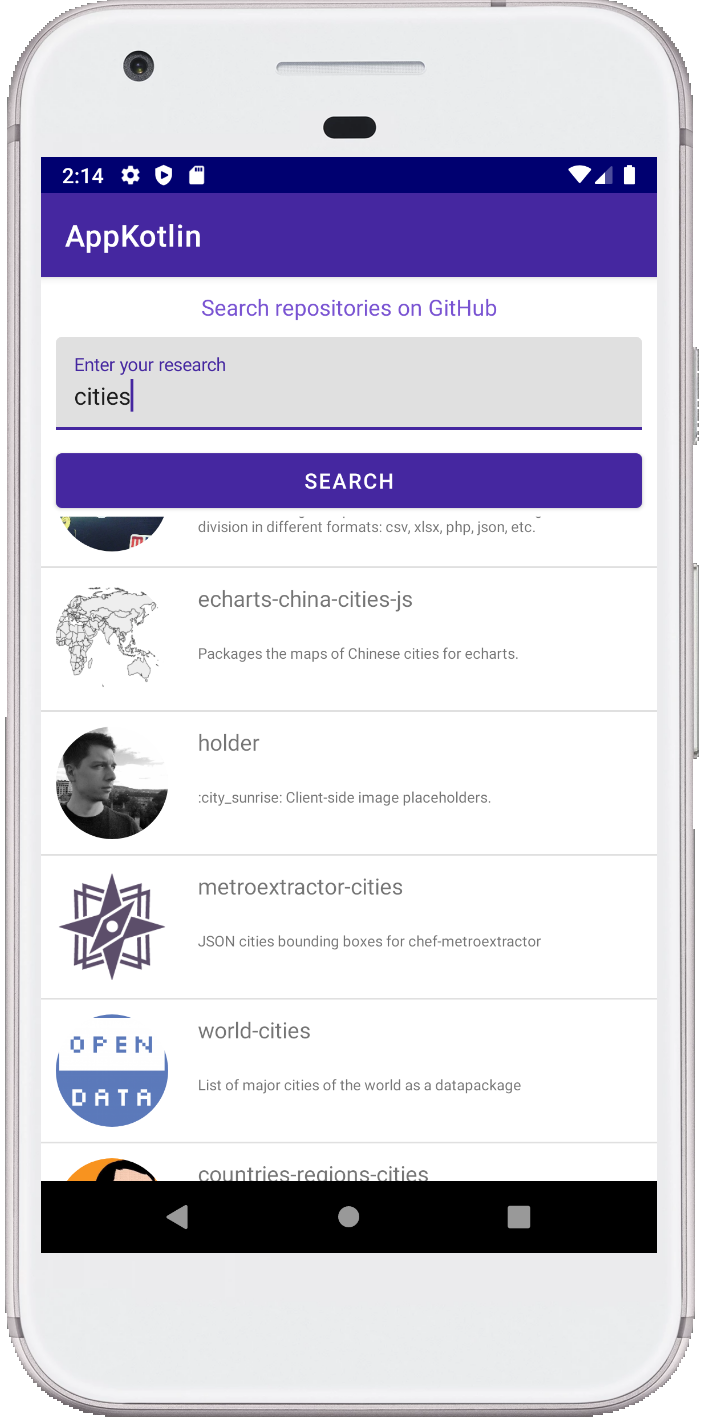 2:14
AppKotlin
Search repositories on GitHub
Enter your research
cities
SEARCH
division in different formats: csv, xlsx, php, json, etc.
echarts-china-cities-js
Packages the maps of Chinese cities for echarts.
holder
:city_sunrise: Client-side image placeholders.
metroextractor-cities
JSON cities bounding boxes for chef-metroextractor
world-cities
OPEN
DATA
List of major cities of the world as a datapackage
countries-regions-cities